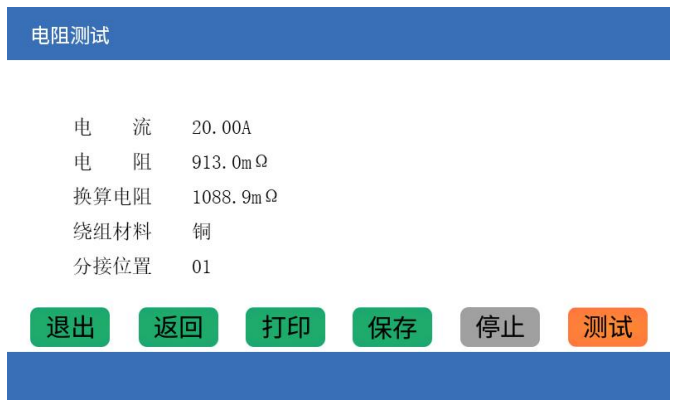 电阻测试
电 流 20.00A
电 阻 913.0mΩ
换算电阻 1088.9mΩ
绕组材料 铜
分接位置 01
退出 返回 打印 保存 停止 测试